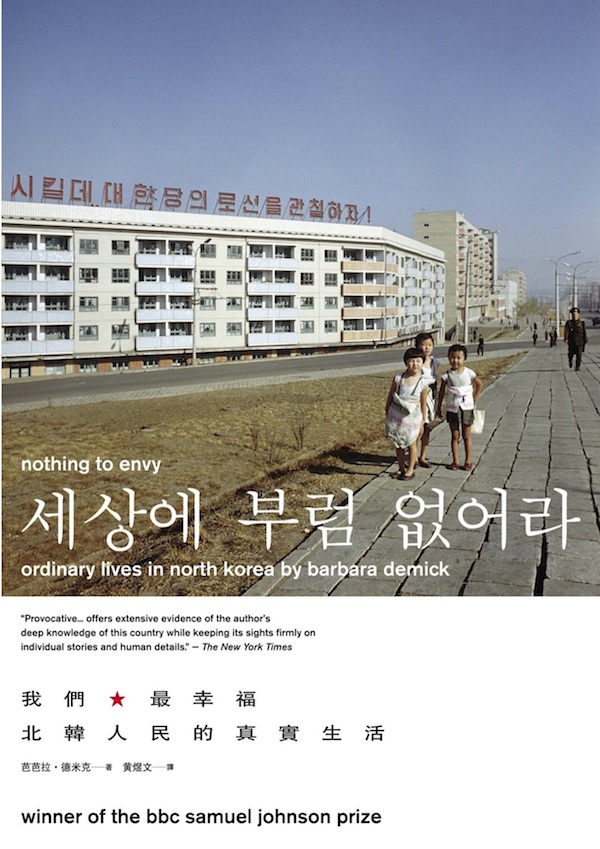 시킬데 대한 당의 로선을 관철하자!
nothing to envy
세상에 부럼 없어라
ordinary lives in north korea by barbara demick
"Provocative... offers extensive evidence of the author's
deep knowledge of this country while keeping its sights firmly on
individual stories and human details." — The New York Times
我們★最幸福
北韓人民的真實生活
芭芭拉・德米克──著 黄煜文──譯
winner of the bbc samuel johnson prize